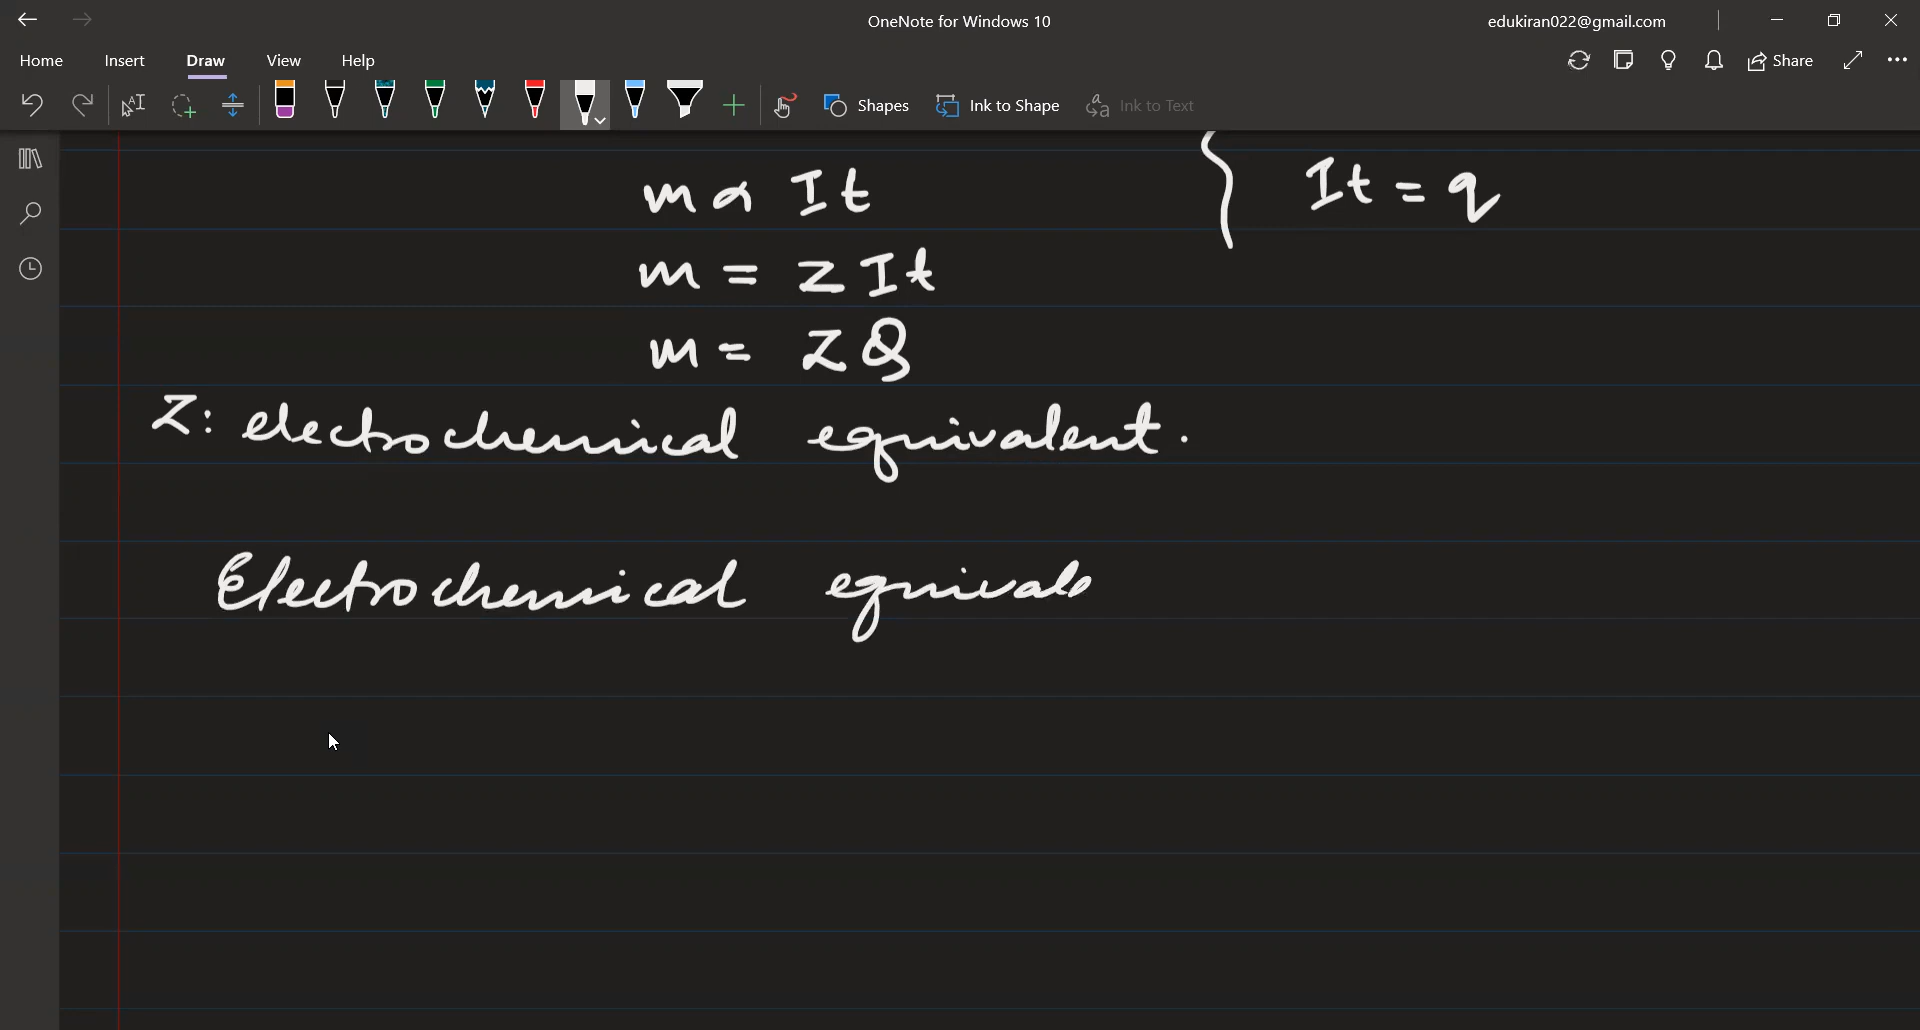 OneNote for Windows 10
edukiran022@gmail.com
Home Insert Draw View Help
Share
Shapes Ink to Shape Ink to Text
m ∝ It
It = q
m = ZIt
m = ZQ
Z: electrochemical equivalent.
Electrochemical equivale